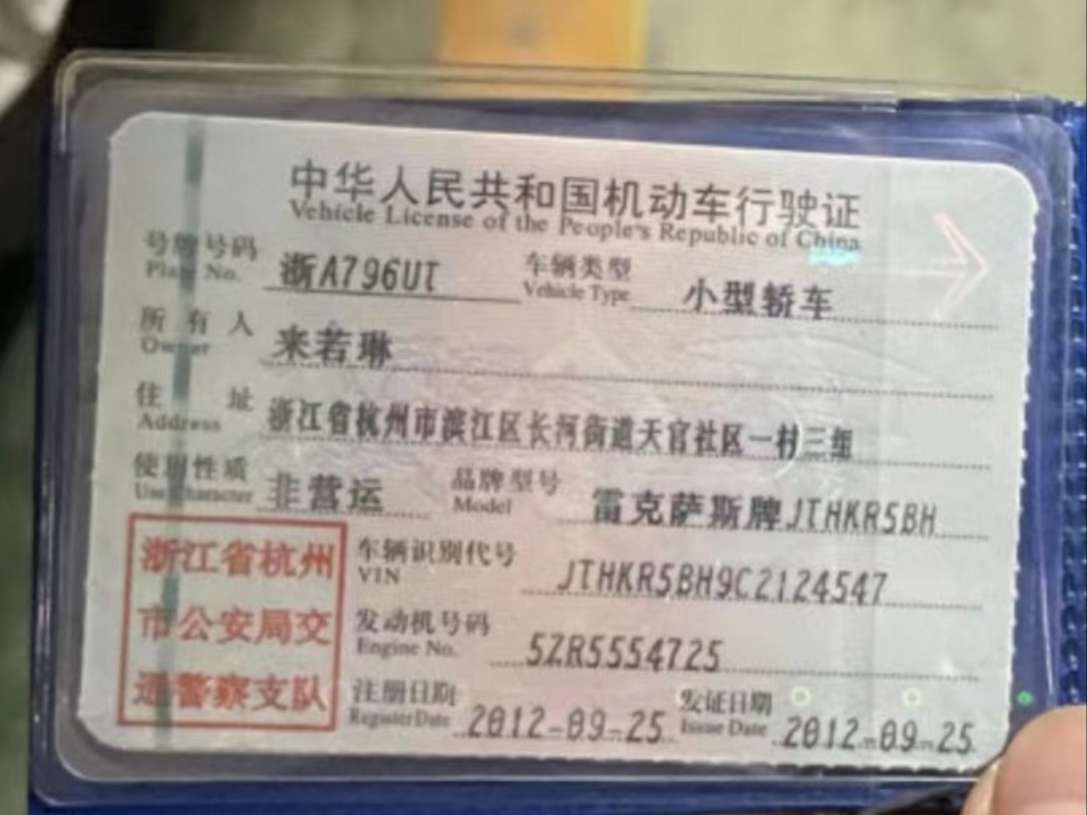 中华人民共和国机动车行驶证
Vehicle License of the People's Republic of China
号牌号码 浙A796UT 车辆类型 小型轿车
Plate No. Vehicle Type
所有人 来若琳
Owner
住址 浙江省杭州市滨江区长河街道天官社区一村三组
Address
使用性质 非营运 品牌型号 雷克萨斯牌JTHKR5BH
Use Character Model
浙江省杭州 车辆识别代号 JTHKR5BH9C2124547
VIN
市公安局交 发动机号码 5ZR5554725
Engine No.
通警察支队 注册日期 2012-09-25 发证日期 2012-09-25
Register Date Issue Date